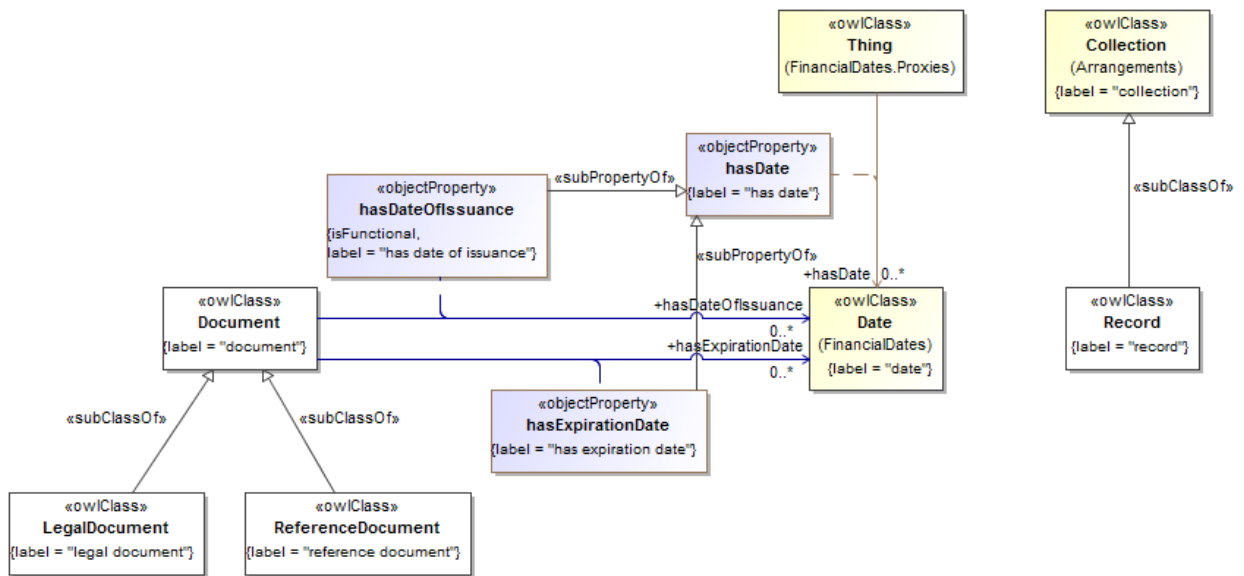 «owlClass»
Thing
(FinancialDates.Proxies)
«owlClass»
Collection
(Arrangements)
{label = "collection"}
«objectProperty»
hasDate
{label = "has date"}
«subPropertyOf»
«objectProperty»
hasDateOfIssuance
{isFunctional,
label = "has date of issuance"}
«subClassOf»
«subPropertyOf»
+hasDate 0..*
«owlClass»
Document
{label = "document"}
+hasDateOfIssuance
0..*
+hasExpirationDate
0..*
«owlClass»
Date
(FinancialDates)
{label = "date"}
«owlClass»
Record
{label = "record"}
«objectProperty»
hasExpirationDate
{label = "has expiration date"}
«subClassOf»
«subClassOf»
«owlClass»
LegalDocument
{label = "legal document"}
«owlClass»
ReferenceDocument
{label = "reference document"}